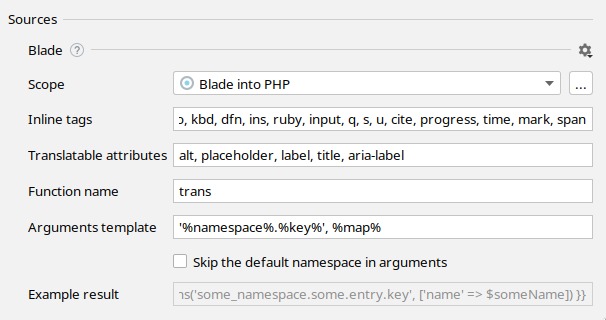 Sources
Blade ?
Scope Blade into PHP ...
Inline tags kbd, dfn, ins, ruby, input, q, s, u, cite, progress, time, mark, span
Translatable attributes alt, placeholder, label, title, aria-label
Function name trans
Arguments template '%namespace%.%key%', %map%
Skip the default namespace in arguments
Example result ns('some_namespace.some.entry.key', ['name' => $someName]) }}